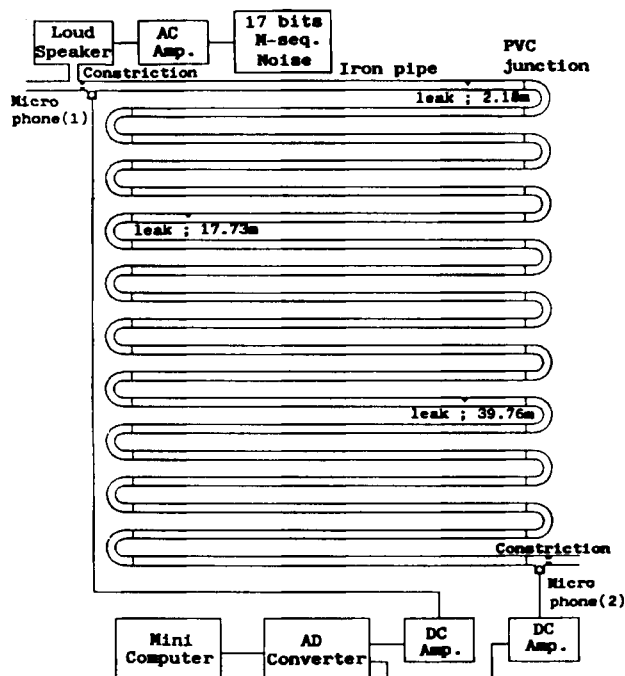 Loud
Speaker
AC
Amp.
17 bits
M-seq.
Noise
PVC
junction
Constriction
Iron pipe
Micro
phone(1)
leak ; 2.18m
leak ; 17.73m
leak ; 39.76m
Constriction
Micro
phone(2)
Mini
Computer
AD
Converter
DC
Amp.
DC
Amp.